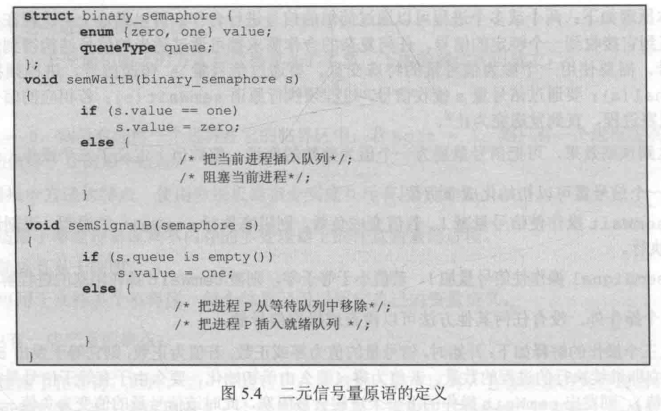 struct binary_semaphore {
enum {zero, one} value;
queueType queue;
};
void semWaitB(binary_semaphore s)
{
if (s.value == one)
s.value = zero;
else {
/* 把当前进程插入队列*/;
/* 阻塞当前进程*/;
}
}
void semSignalB(semaphore s)
{
if (s.queue is empty())
s.value = one;
else {
/* 把进程 P 从等待队列中移除*/;
/* 把进程 P 插入就绪队列 */;
}
}
图 5.4 二元信号量原语的定义